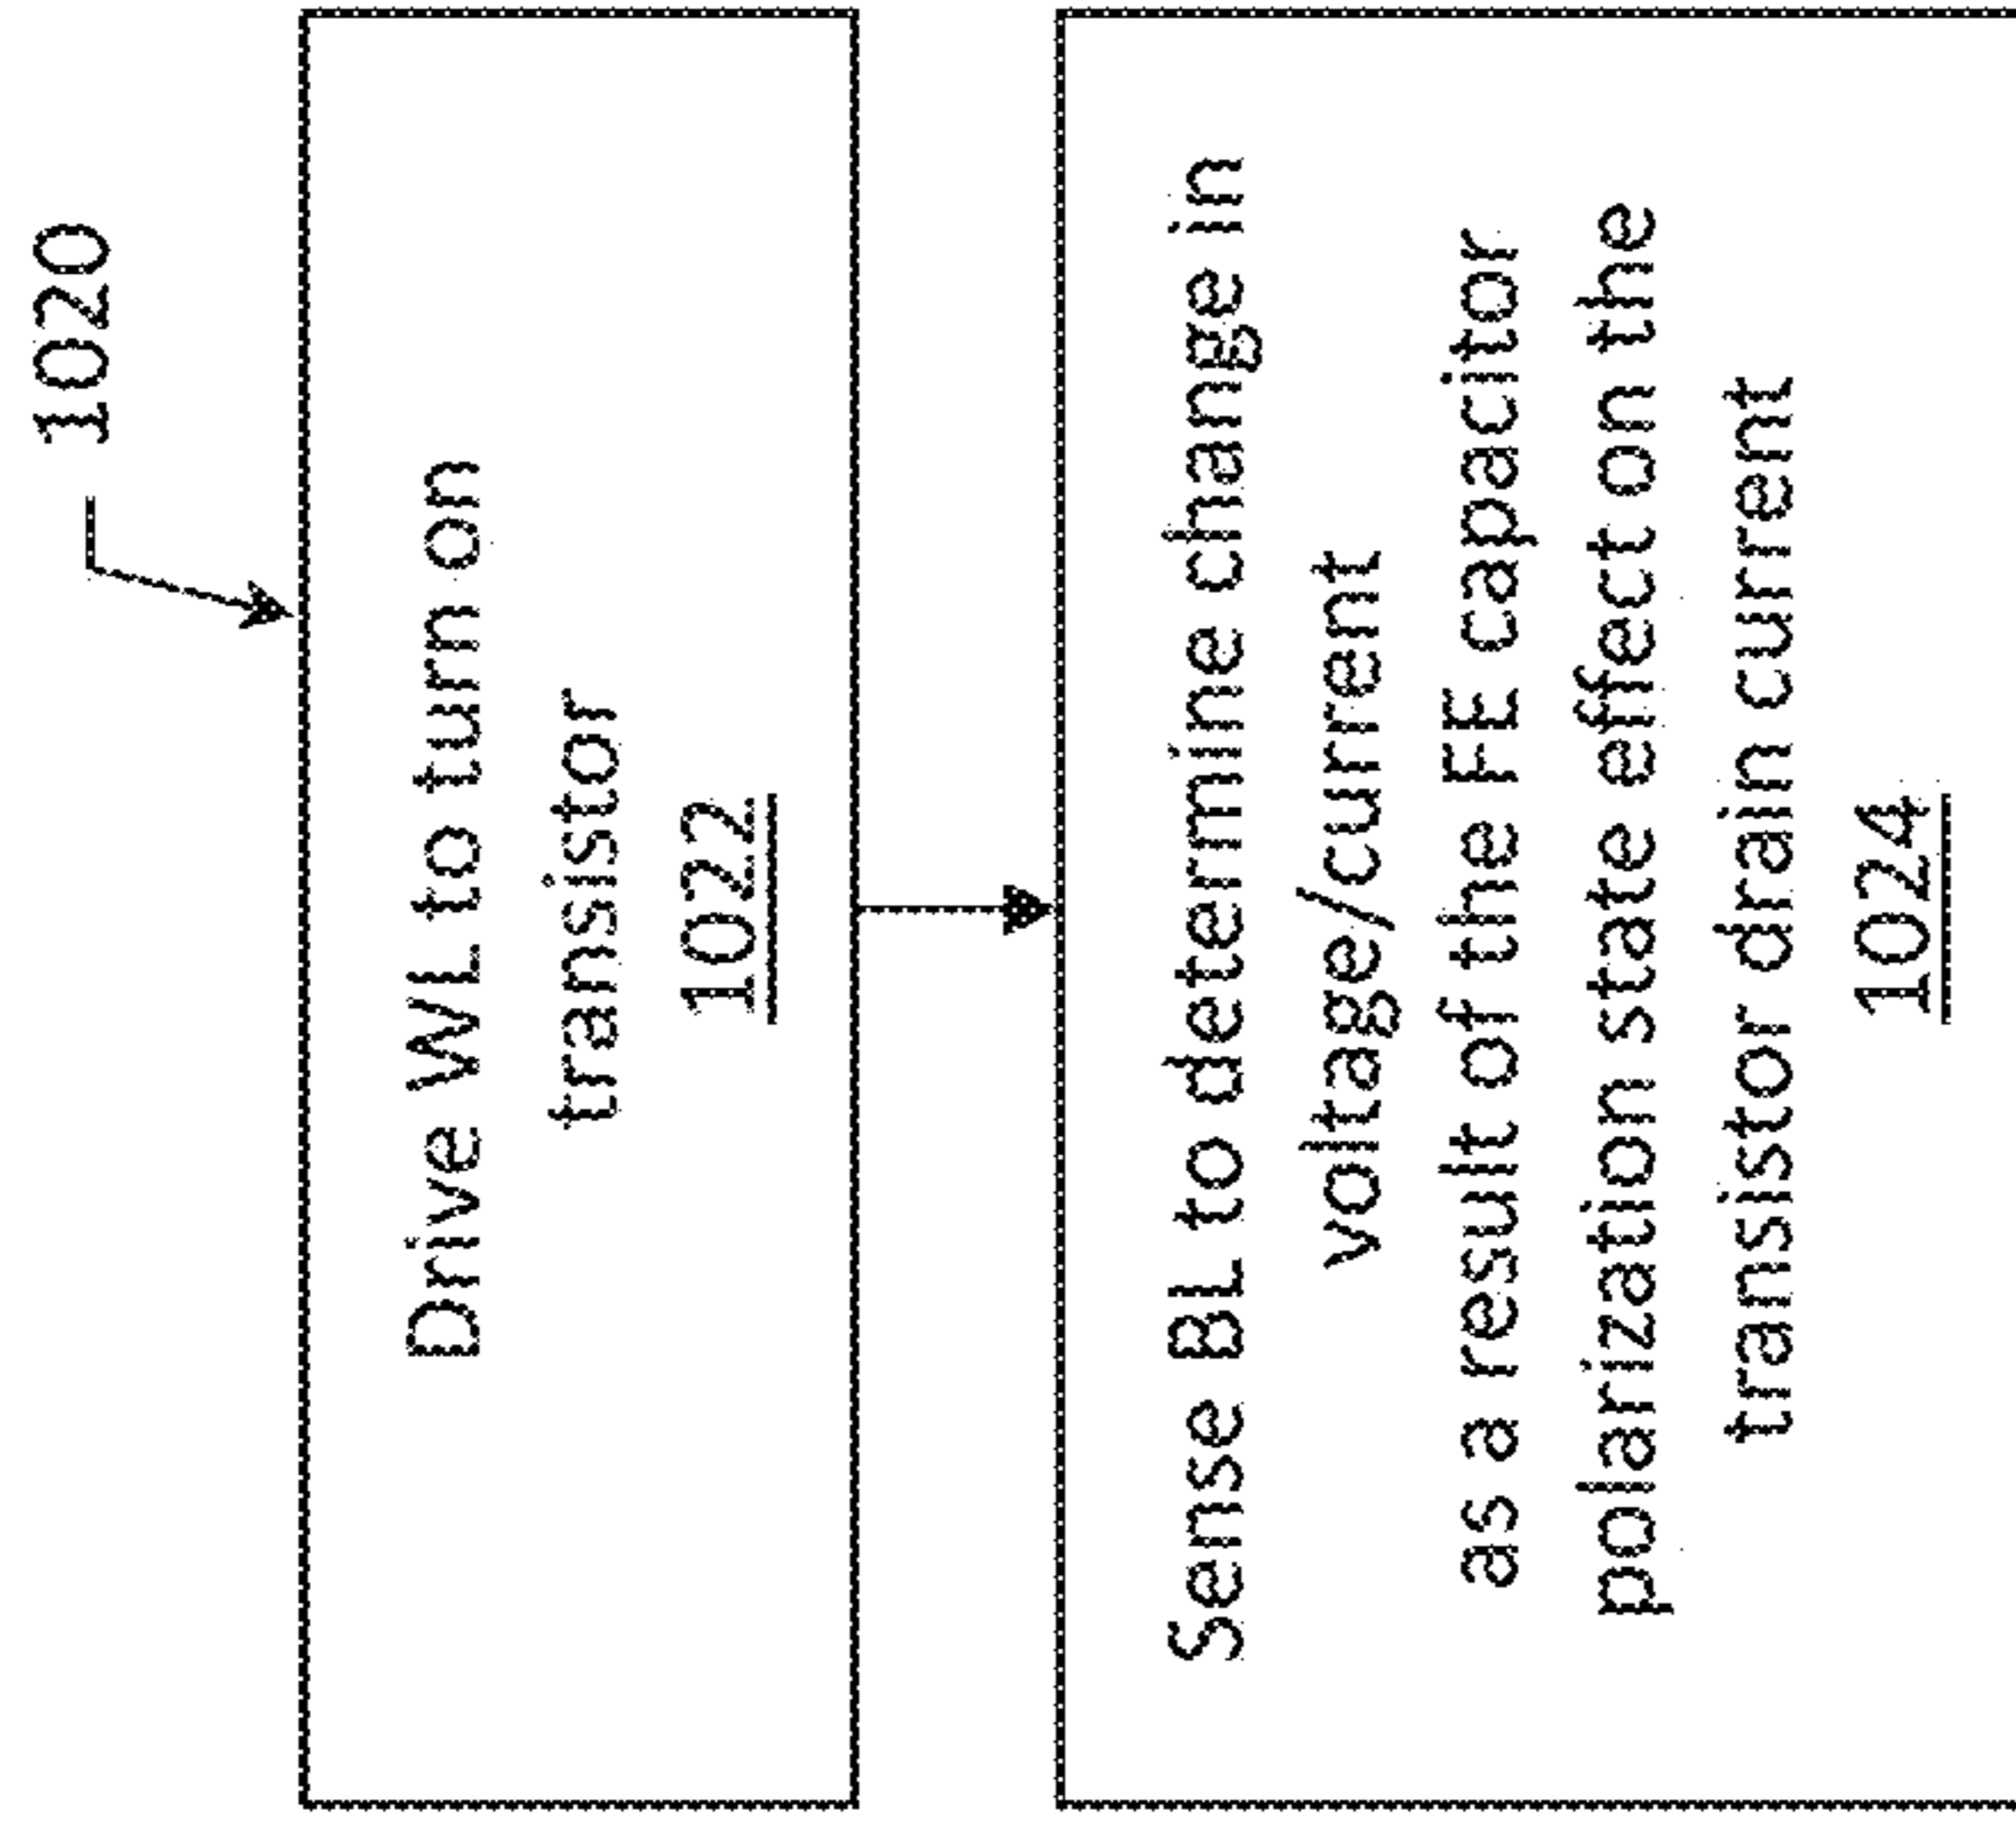 1020
Drive WL to turn on
transistor
1022
Sense BL to determine change in
voltage/current
as a result of the FE capacitor
polarization state effect on the
transistor drain current
1024